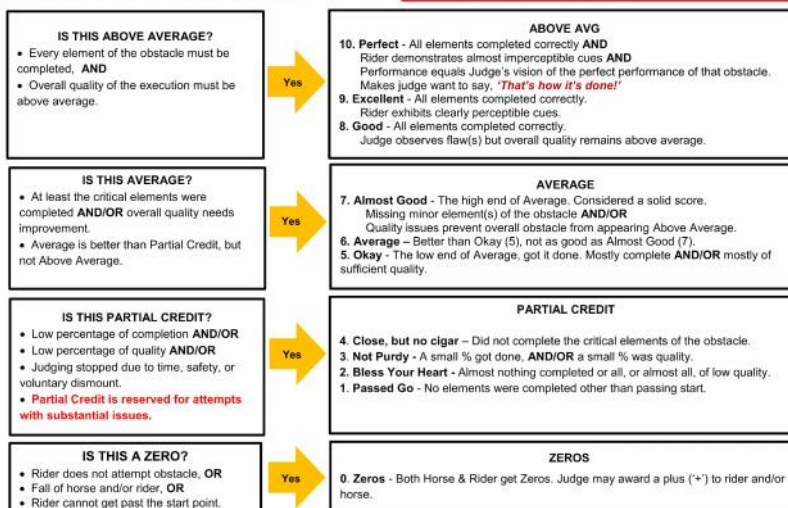 IS THIS ABOVE AVERAGE?
• Every element of the obstacle must be
completed, AND
• Overall quality of the execution must be
above average.
Yes
ABOVE AVG
10. Perfect - All elements completed correctly AND
Rider demonstrates almost imperceptible cues AND
Performance equals Judge's vision of the perfect performance of that obstacle.
Makes judge want to say, 'That's how it's done!'
9. Excellent - All elements completed correctly.
Rider exhibits clearly perceptible cues.
8. Good - All elements completed correctly.
Judge observes flaw(s) but overall quality remains above average.
IS THIS AVERAGE?
• At least the critical elements were
completed AND/OR overall quality needs
improvement.
• Average is better than Partial Credit, but
not Above Average.
Yes
AVERAGE
7. Almost Good - The high end of Average. Considered a solid score.
Missing minor element(s) of the obstacle AND/OR
Quality issues prevent overall obstacle from appearing Above Average.
6. Average – Better than Okay (5), not as good as Almost Good (7).
5. Okay - The low end of Average, got it done. Mostly complete AND/OR mostly of
sufficient quality.
IS THIS PARTIAL CREDIT?
• Low percentage of completion AND/OR
• Low percentage of quality AND/OR
• Judging stopped due to time, safety, or
voluntary dismount.
• Partial Credit is reserved for attempts
with substantial issues.
Yes
PARTIAL CREDIT
4. Close, but no cigar – Did not complete the critical elements of the obstacle.
3. Not Purdy - A small % got done, AND/OR a small % was quality.
2. Bless Your Heart - Almost nothing completed or all, or almost all, of low quality.
1. Passed Go - No elements were completed other than passing start.
IS THIS A ZERO?
• Rider does not attempt obstacle, OR
• Fall of horse and/or rider, OR
• Rider cannot get past the start point.
Yes
ZEROS
0. Zeros - Both Horse & Rider get Zeros. Judge may award a plus ('+') to rider and/or
horse.